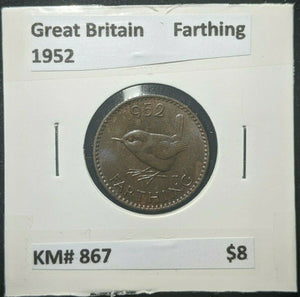 Great Britain Farthing
1952
1952
FARTHING
KM# 867 $8